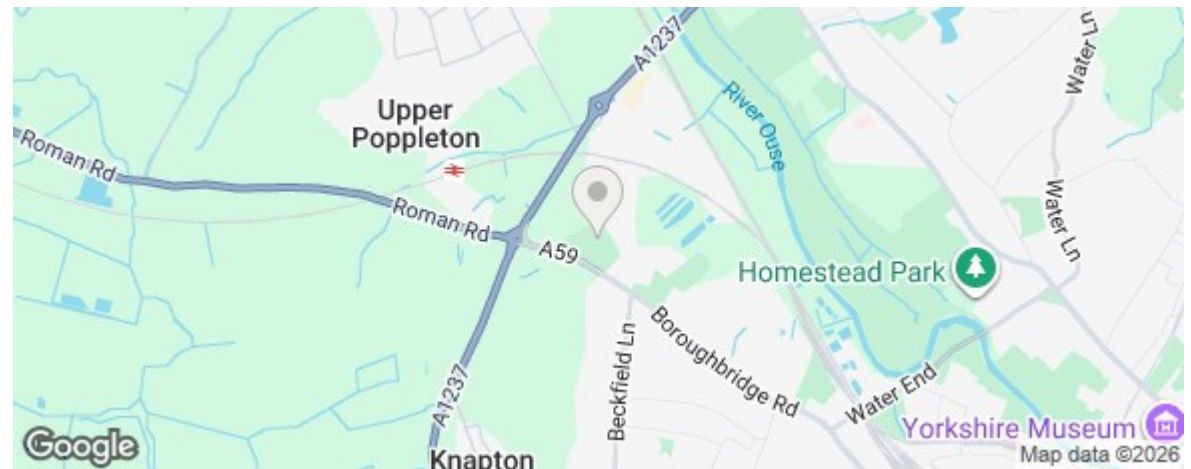 A1237
Water Ln
Upper
Poppleton
River Ouse
Roman Rd
Roman Rd
A59
Water Ln
Homestead Park
Boroughbridge Rd
Beckfield Ln
A1237
Water End
Yorkshire Museum
Knapton
Google
Map data ©2026